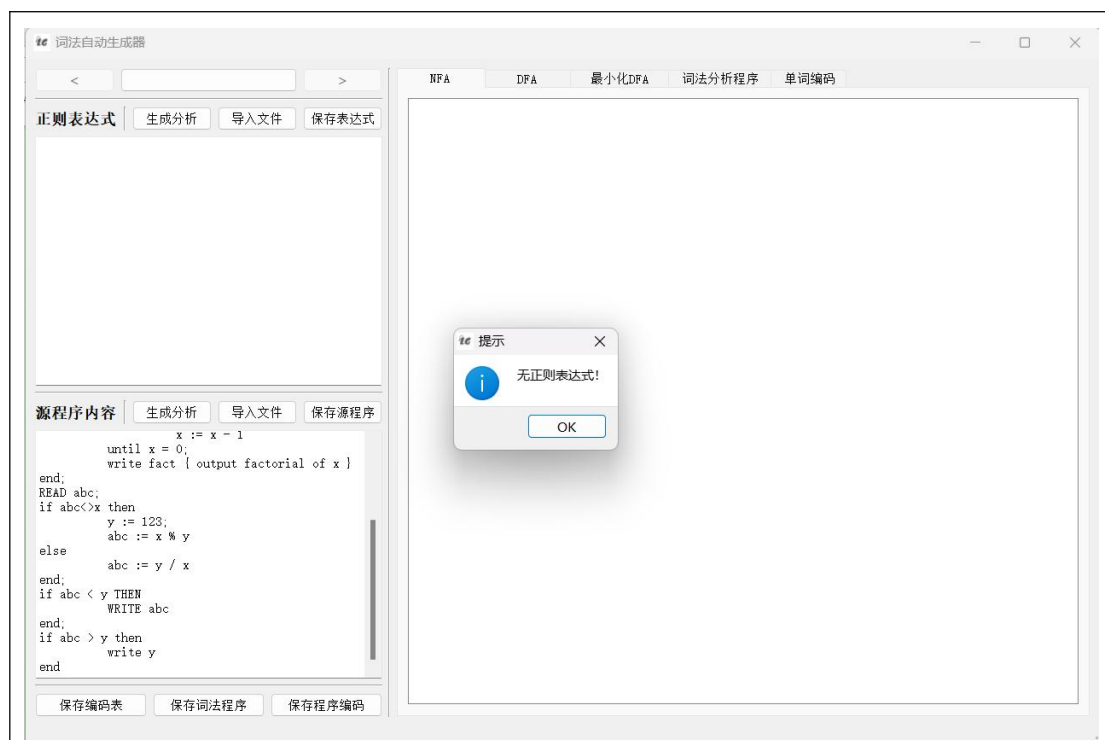 te 词法自动生成器
<
>
正则表达式 生成分析 导入文件 保存表达式
源程序内容 生成分析 导入文件 保存源程序
x := x - 1
until x = 0;
write fact { output factorial of x }
end;
READ abc;
if abc<>x then
y := 123;
abc := x % y
else
abc := y / x
end;
if abc < y THEN
WRITE abc
end;
if abc > y then
write y
end
保存编码表 保存词法程序 保存程序编码
NFA DFA 最小化DFA 词法分析程序 单词编码
te 提示
无正则表达式!
OK